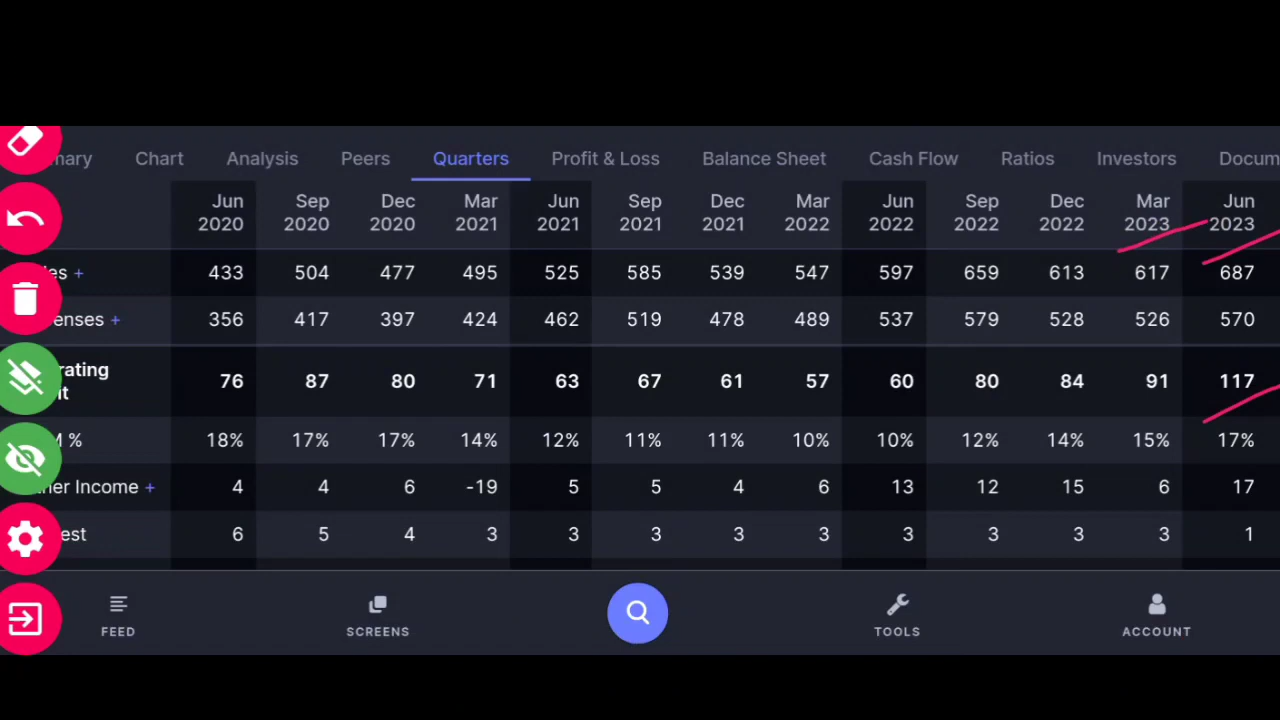 mary Chart Analysis Peers Quarters Profit & Loss Balance Sheet Cash Flow Ratios Investors Docum
Jun 2020 Sep 2020 Dec 2020 Mar 2021 Jun 2021 Sep 2021 Dec 2021 Mar 2022 Jun 2022 Sep 2022 Dec 2022 Mar 2023 Jun 2023
es + 433 504 477 495 525 585 539 547 597 659 613 617 687
enses + 356 417 397 424 462 519 478 489 537 579 528 526 570
rating
it 76 87 80 71 63 67 61 57 60 80 84 91 117
M % 18% 17% 17% 14% 12% 11% 11% 10% 10% 12% 14% 15% 17%
her Income + 4 4 6 -19 5 5 4 6 13 12 15 6 17
est 6 5 4 3 3 3 3 3 3 3 3 3 1
FEED SCREENS TOOLS ACCOUNT